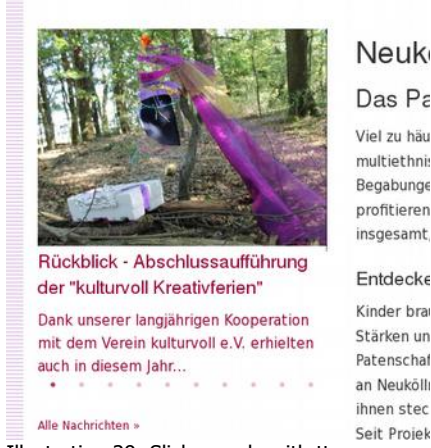 Rückblick - Abschlussaufführung
der "kulturvoll Kreativferien"
Dank unserer langjährigen Kooperation
mit dem Verein kulturvoll e.V. erhielten
auch in diesem Jahr...
Alle Nachrichten »
Das Pa
Viel zu häu
multiethnis
Begabunge
profitieren
insgesamt,
Entdecke
Kinder brau
Stärken un
Patenschaf
an Neuköll
ihnen stec
Seit Projek